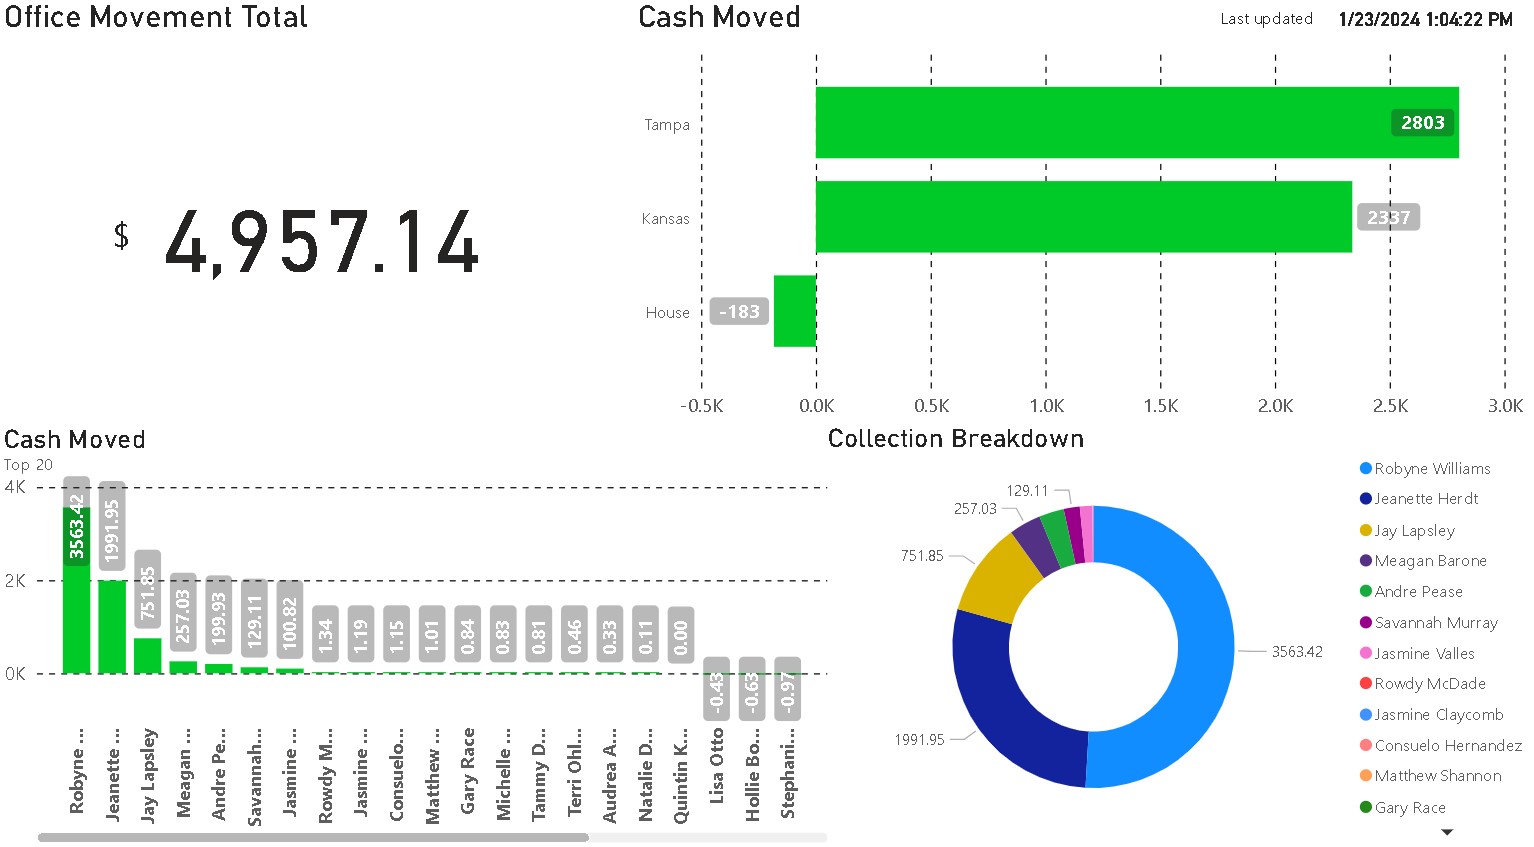 Office Movement Total
$ 4,957.14
Cash Moved
Last updated 1/23/2024 1:04:22 PM
Tampa
2803
Kansas
2337
House
-183
-0.5K 0.0K 0.5K 1.0K 1.5K 2.0K 2.5K 3.0K
Cash Moved
Top 20
4K
2K
0K
3563.42
1991.95
751.85
257.03
199.93
129.11
100.82
1.34
1.19
1.15
1.01
0.84
0.83
0.81
0.46
0.33
0.11
0.00
-0.43
-0.63
-0.97
Robyne ...
Jeanette ...
Jay Lapsley
Meagan ...
Andre Pe...
Savannah...
Jasmine ...
Rowdy M...
Jasmine ...
Consuelo...
Matthew ...
Gary Race
Michelle ...
Tammy D...
Terri Ohl...
Audrea A...
Natalie D...
Quintin K...
Lisa Otto
Hollie Bo...
Stephani...
Collection Breakdown
129.11
257.03
751.85
1991.95
3563.42
Robyne Williams
Jeanette Herdt
Jay Lapsley
Meagan Barone
Andre Pease
Savannah Murray
Jasmine Valles
Rowdy McDade
Jasmine Claycomb
Consuelo Hernandez
Matthew Shannon
Gary Race